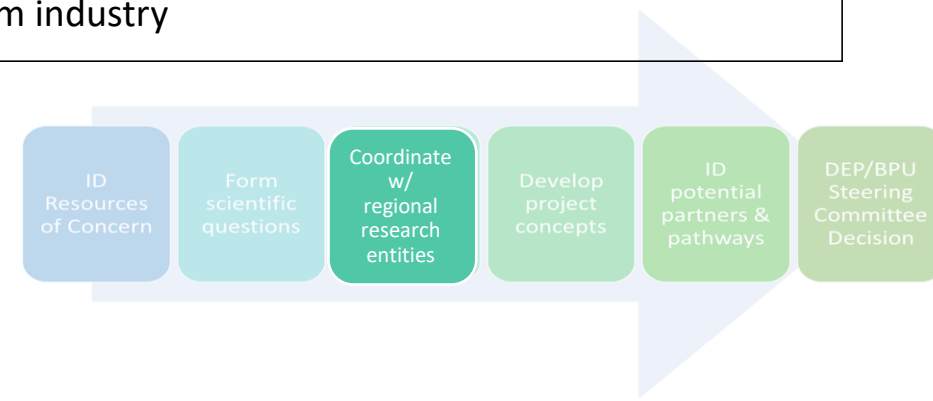 m industry
ID
Resources
of Concern
Form
scientific
questions
Coordinate
w/
regional
research
entities
Develop
project
concepts
ID
potential
partners &
pathways
DEP/BPU
Steering
Committee
Decision